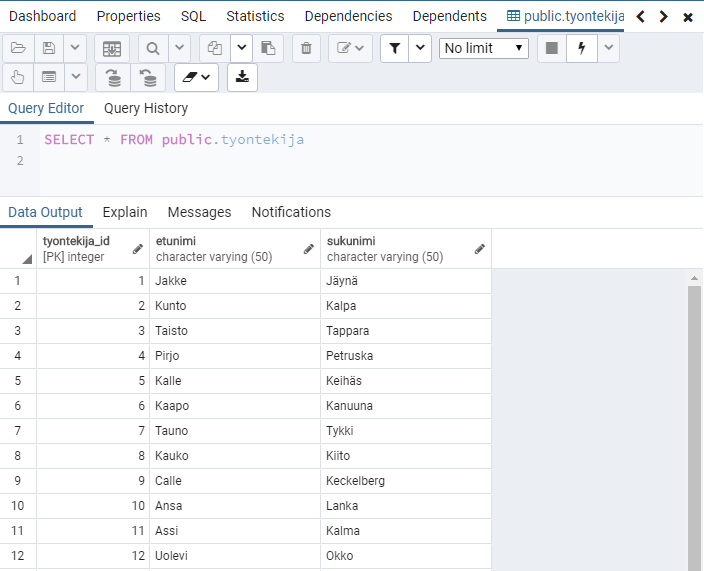 Dashboard Properties SQL Statistics Dependencies Dependents public.tyontekija
No limit
Query Editor Query History
1 SELECT * FROM public.tyontekija
2
Data Output Explain Messages Notifications
tyontekija_id etunimi sukunimi
[PK] integer character varying (50) character varying (50)
1 1 Jakke Jäynä
2 2 Kunto Kalpa
3 3 Taisto Tappara
4 4 Pirjo Petruska
5 5 Kalle Keihäs
6 6 Kaapo Kanuuna
7 7 Tauno Tykki
8 8 Kauko Kiito
9 9 Calle Keckelberg
10 10 Ansa Lanka
11 11 Assi Kalma
12 12 Uolevi Okko